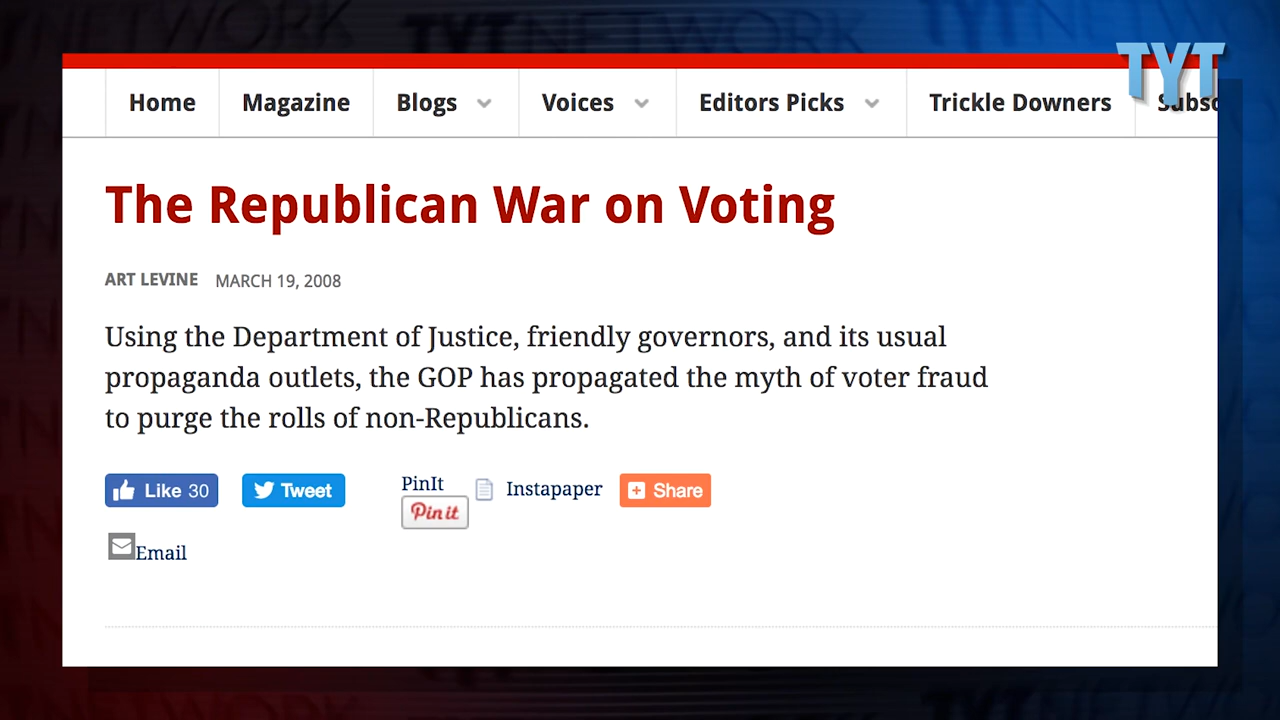 TYT
Home Magazine Blogs Voices Editors Picks Trickle Downers
The Republican War on Voting
ART LEVINE MARCH 19, 2008
Using the Department of Justice, friendly governors, and its usual
propaganda outlets, the GOP has propagated the myth of voter fraud
to purge the rolls of non-Republicans.
Like 30 Tweet PinIt Instapaper Share
Pin it
Email